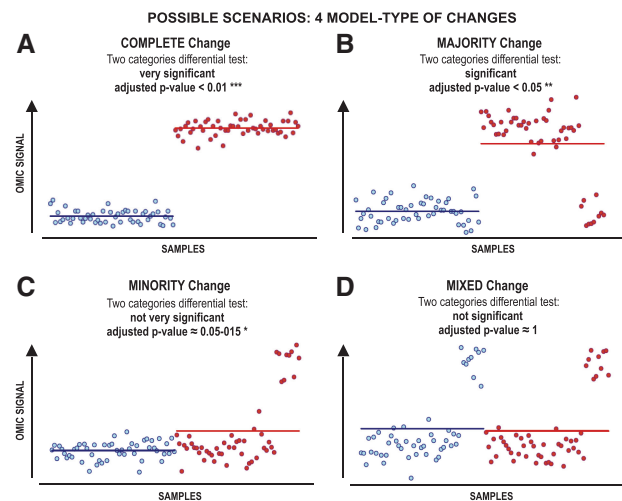 POSSIBLE SCENARIOS: 4 MODEL-TYPE OF CHANGES
A
COMPLETE Change
Two categories differential test:
very significant
adjusted p-value < 0.01 ***
OMIC SIGNAL
SAMPLES
B
MAJORITY Change
Two categories differential test:
significant
adjusted p-value < 0.05 **
SAMPLES
C
MINORITY Change
Two categories differential test:
not very significant
adjusted p-value ≈ 0.05-015 *
OMIC SIGNAL
SAMPLES
D
MIXED Change
Two categories differential test:
not significant
adjusted p-value ≈ 1
SAMPLES